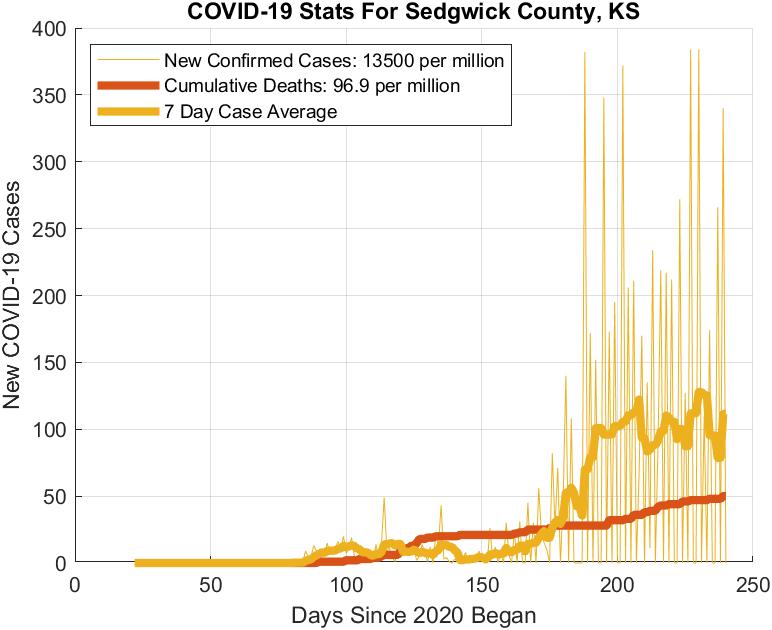 COVID-19 Stats For Sedgwick County, KS
New Confirmed Cases: 13500 per million
Cumulative Deaths: 96.9 per million
7 Day Case Average
New COVID-19 Cases
400
350
300
250
200
150
100
50
0
0 50 100 150 200 250
Days Since 2020 Began